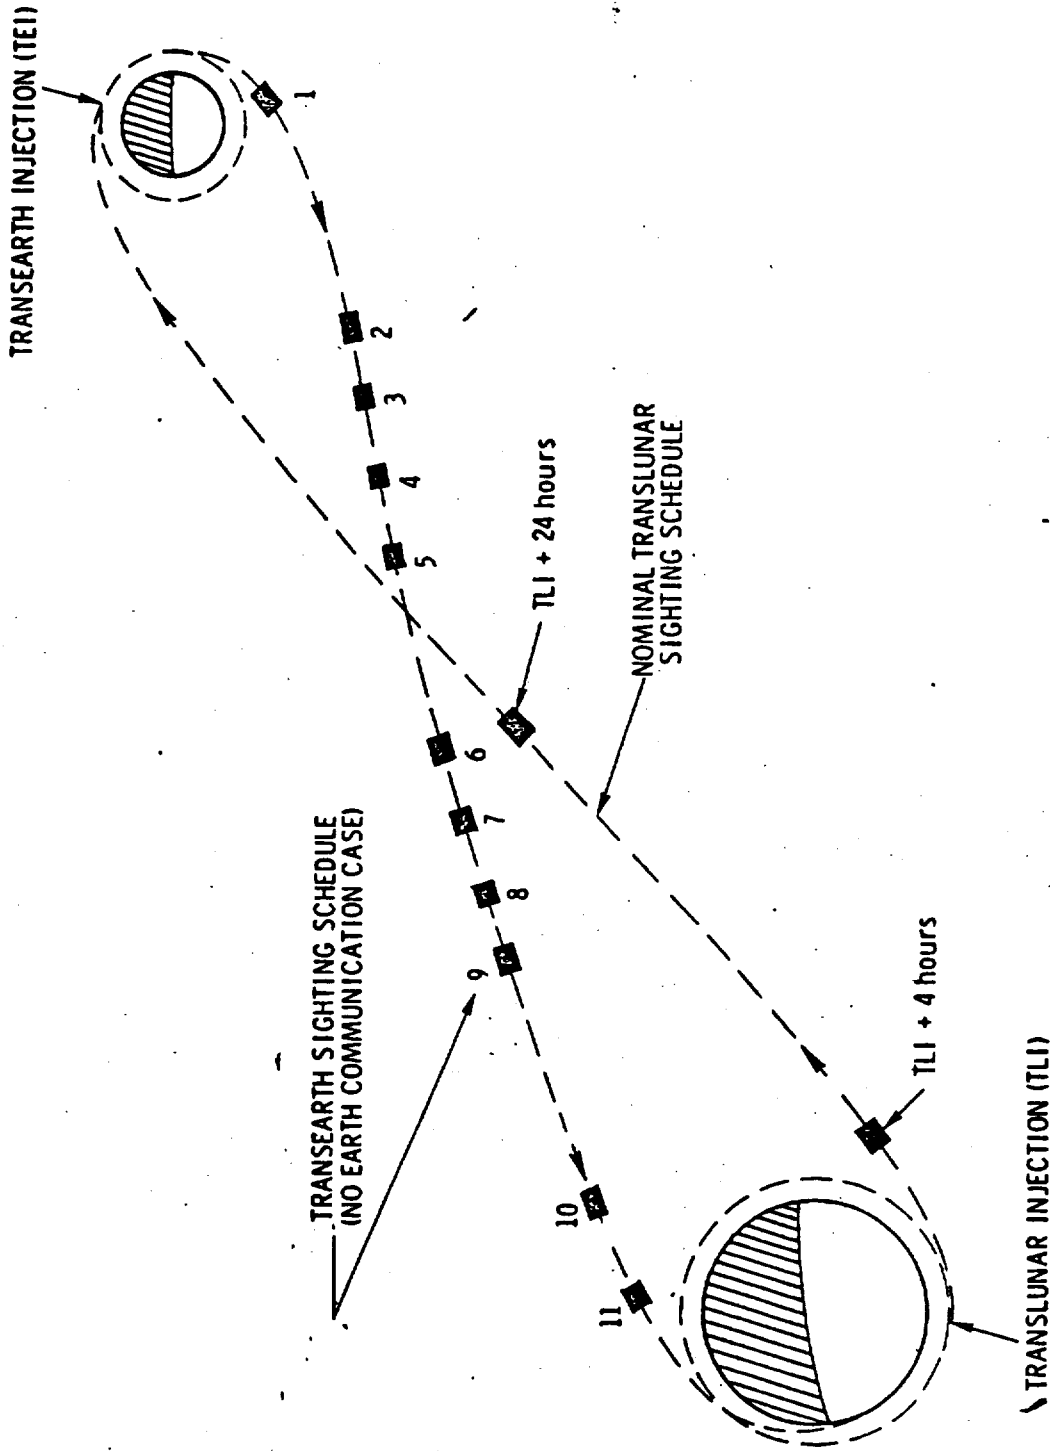 TRANSEARTH INJECTION (TEI)
1
2
3
4
5
TLI + 24 hours
NOMINAL TRANSLUNAR
SIGHTING SCHEDULE
6
7
8
9
TRANSEARTH SIGHTING SCHEDULE
(NO EARTH COMMUNICATION CASE)
10
11
TLI + 4 hours
TRANSLUNAR INJECTION (TLI)